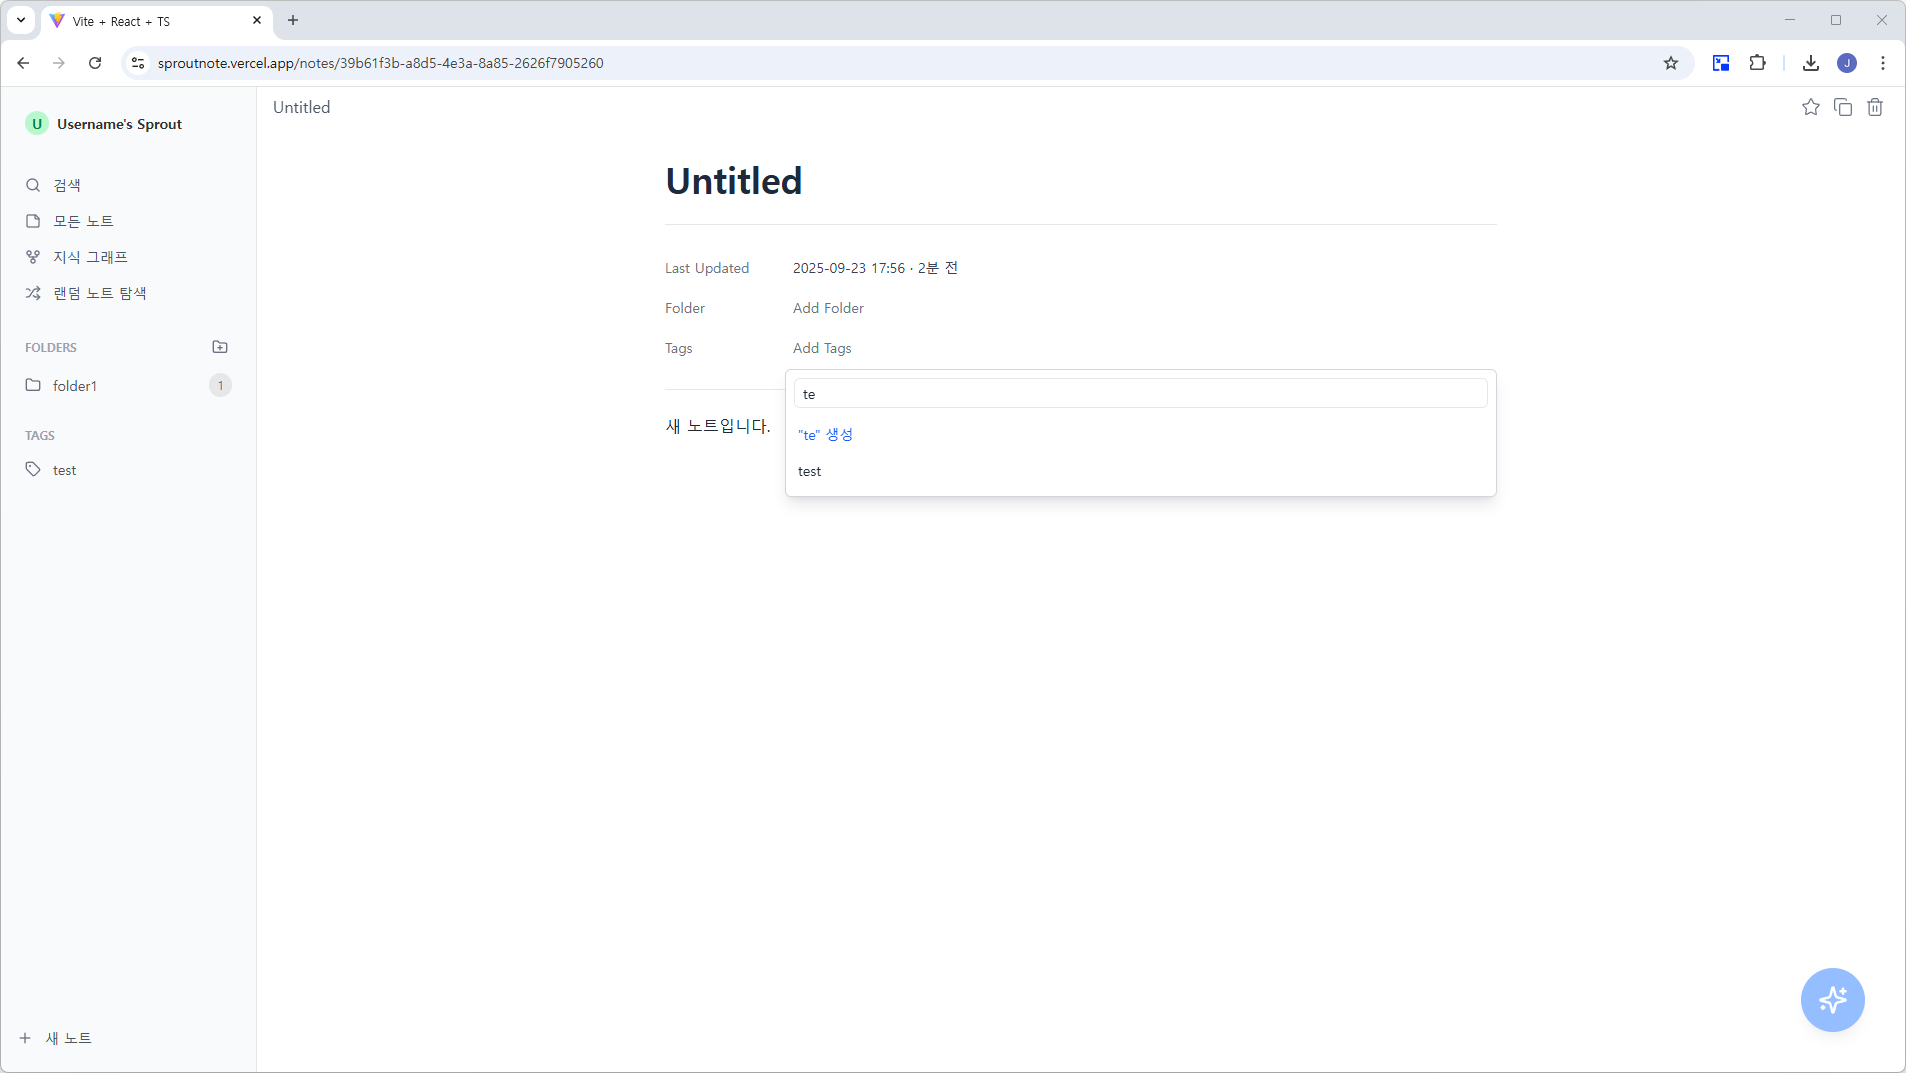 Vite + React + TS
sproutnote.vercel.app/notes/39b61f3b-a8d5-4e3a-8a85-2626f7905260
J
U Username's Sprout
검색
모든 노트
지식 그래프
랜덤 노트 탐색
FOLDERS
folder1 1
TAGS
test
새 노트
Untitled
Untitled
Last Updated 2025-09-23 17:56 · 2분 전
Folder Add Folder
Tags Add Tags
te
"te" 생성
test
새 노트입니다.